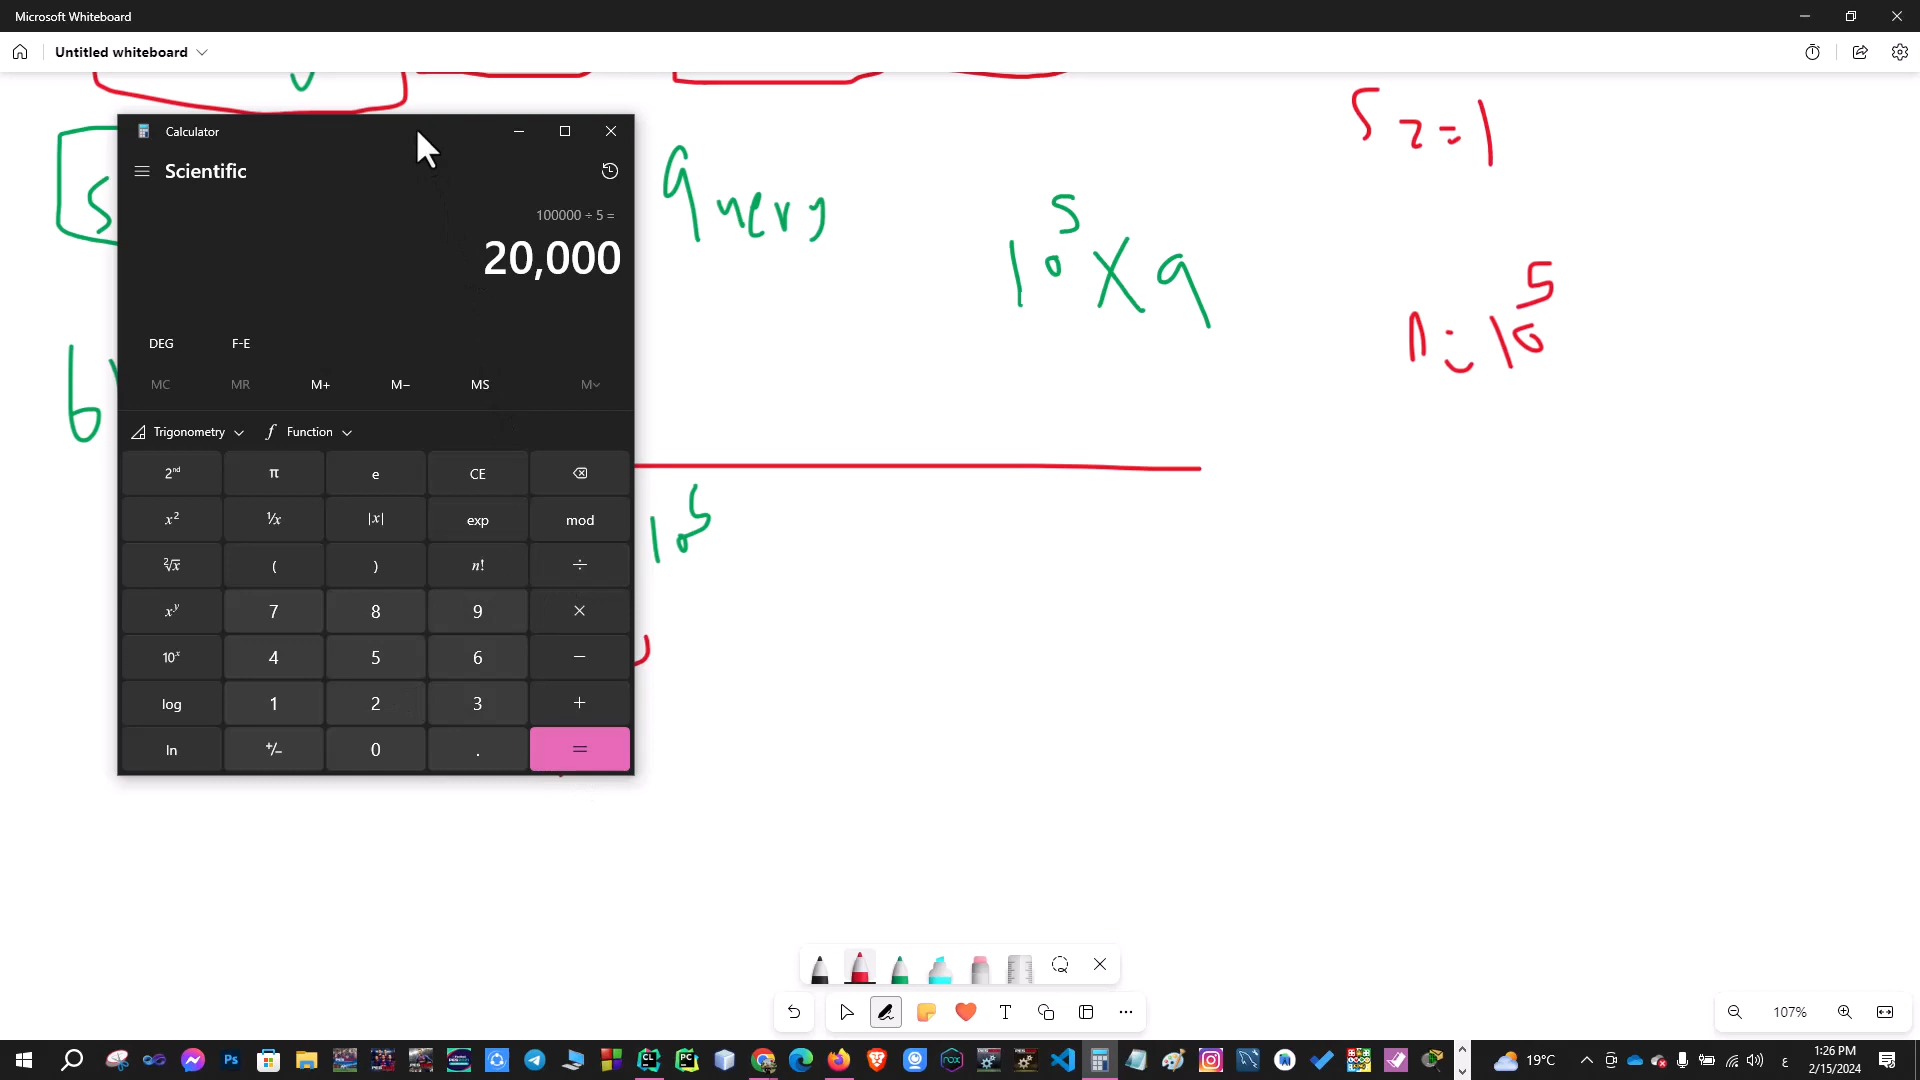 Microsoft Whiteboard
Untitled whiteboard
Calculator
Scientific
100000 ÷ 5 =
20,000
DEG F-E
MC MR M+ M− MS M
Trigonometry Function
2nd π e CE
x² ¹⁄x |x| exp mod
²√x ( ) n! ÷
xʸ 7 8 9 ×
10ˣ 4 5 6 −
log 1 2 3 +
ln +/− 0 . =
query
10⁵ X q
sz=1
n = 10⁵
10⁵
107%
19°C
ع
1:26 PM
2/15/2024